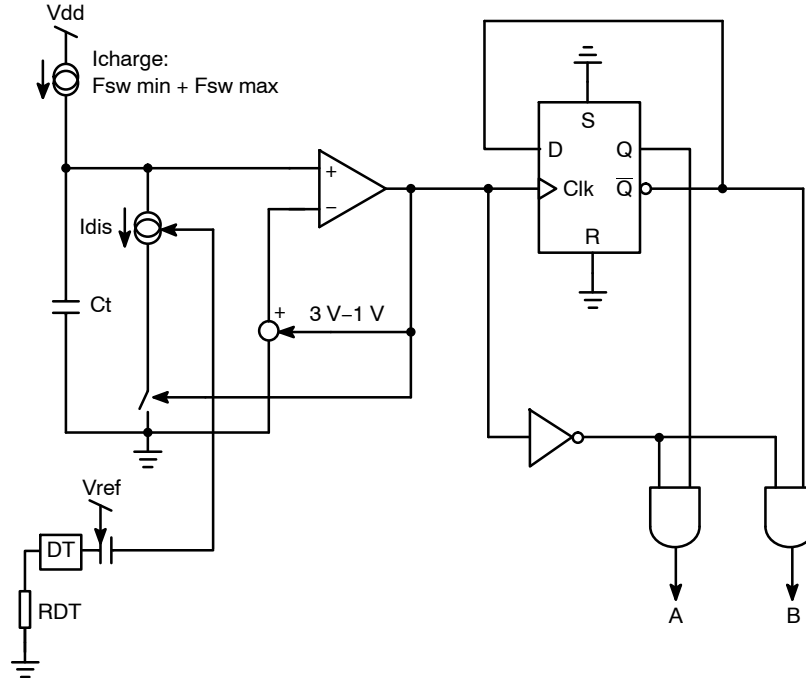 Vdd
Icharge:
Fsw min + Fsw max
S
D
Q
+
Clk
Q̅
−
Idis
R
Ct
+
3 V−1 V
Vref
DT
RDT
A
B